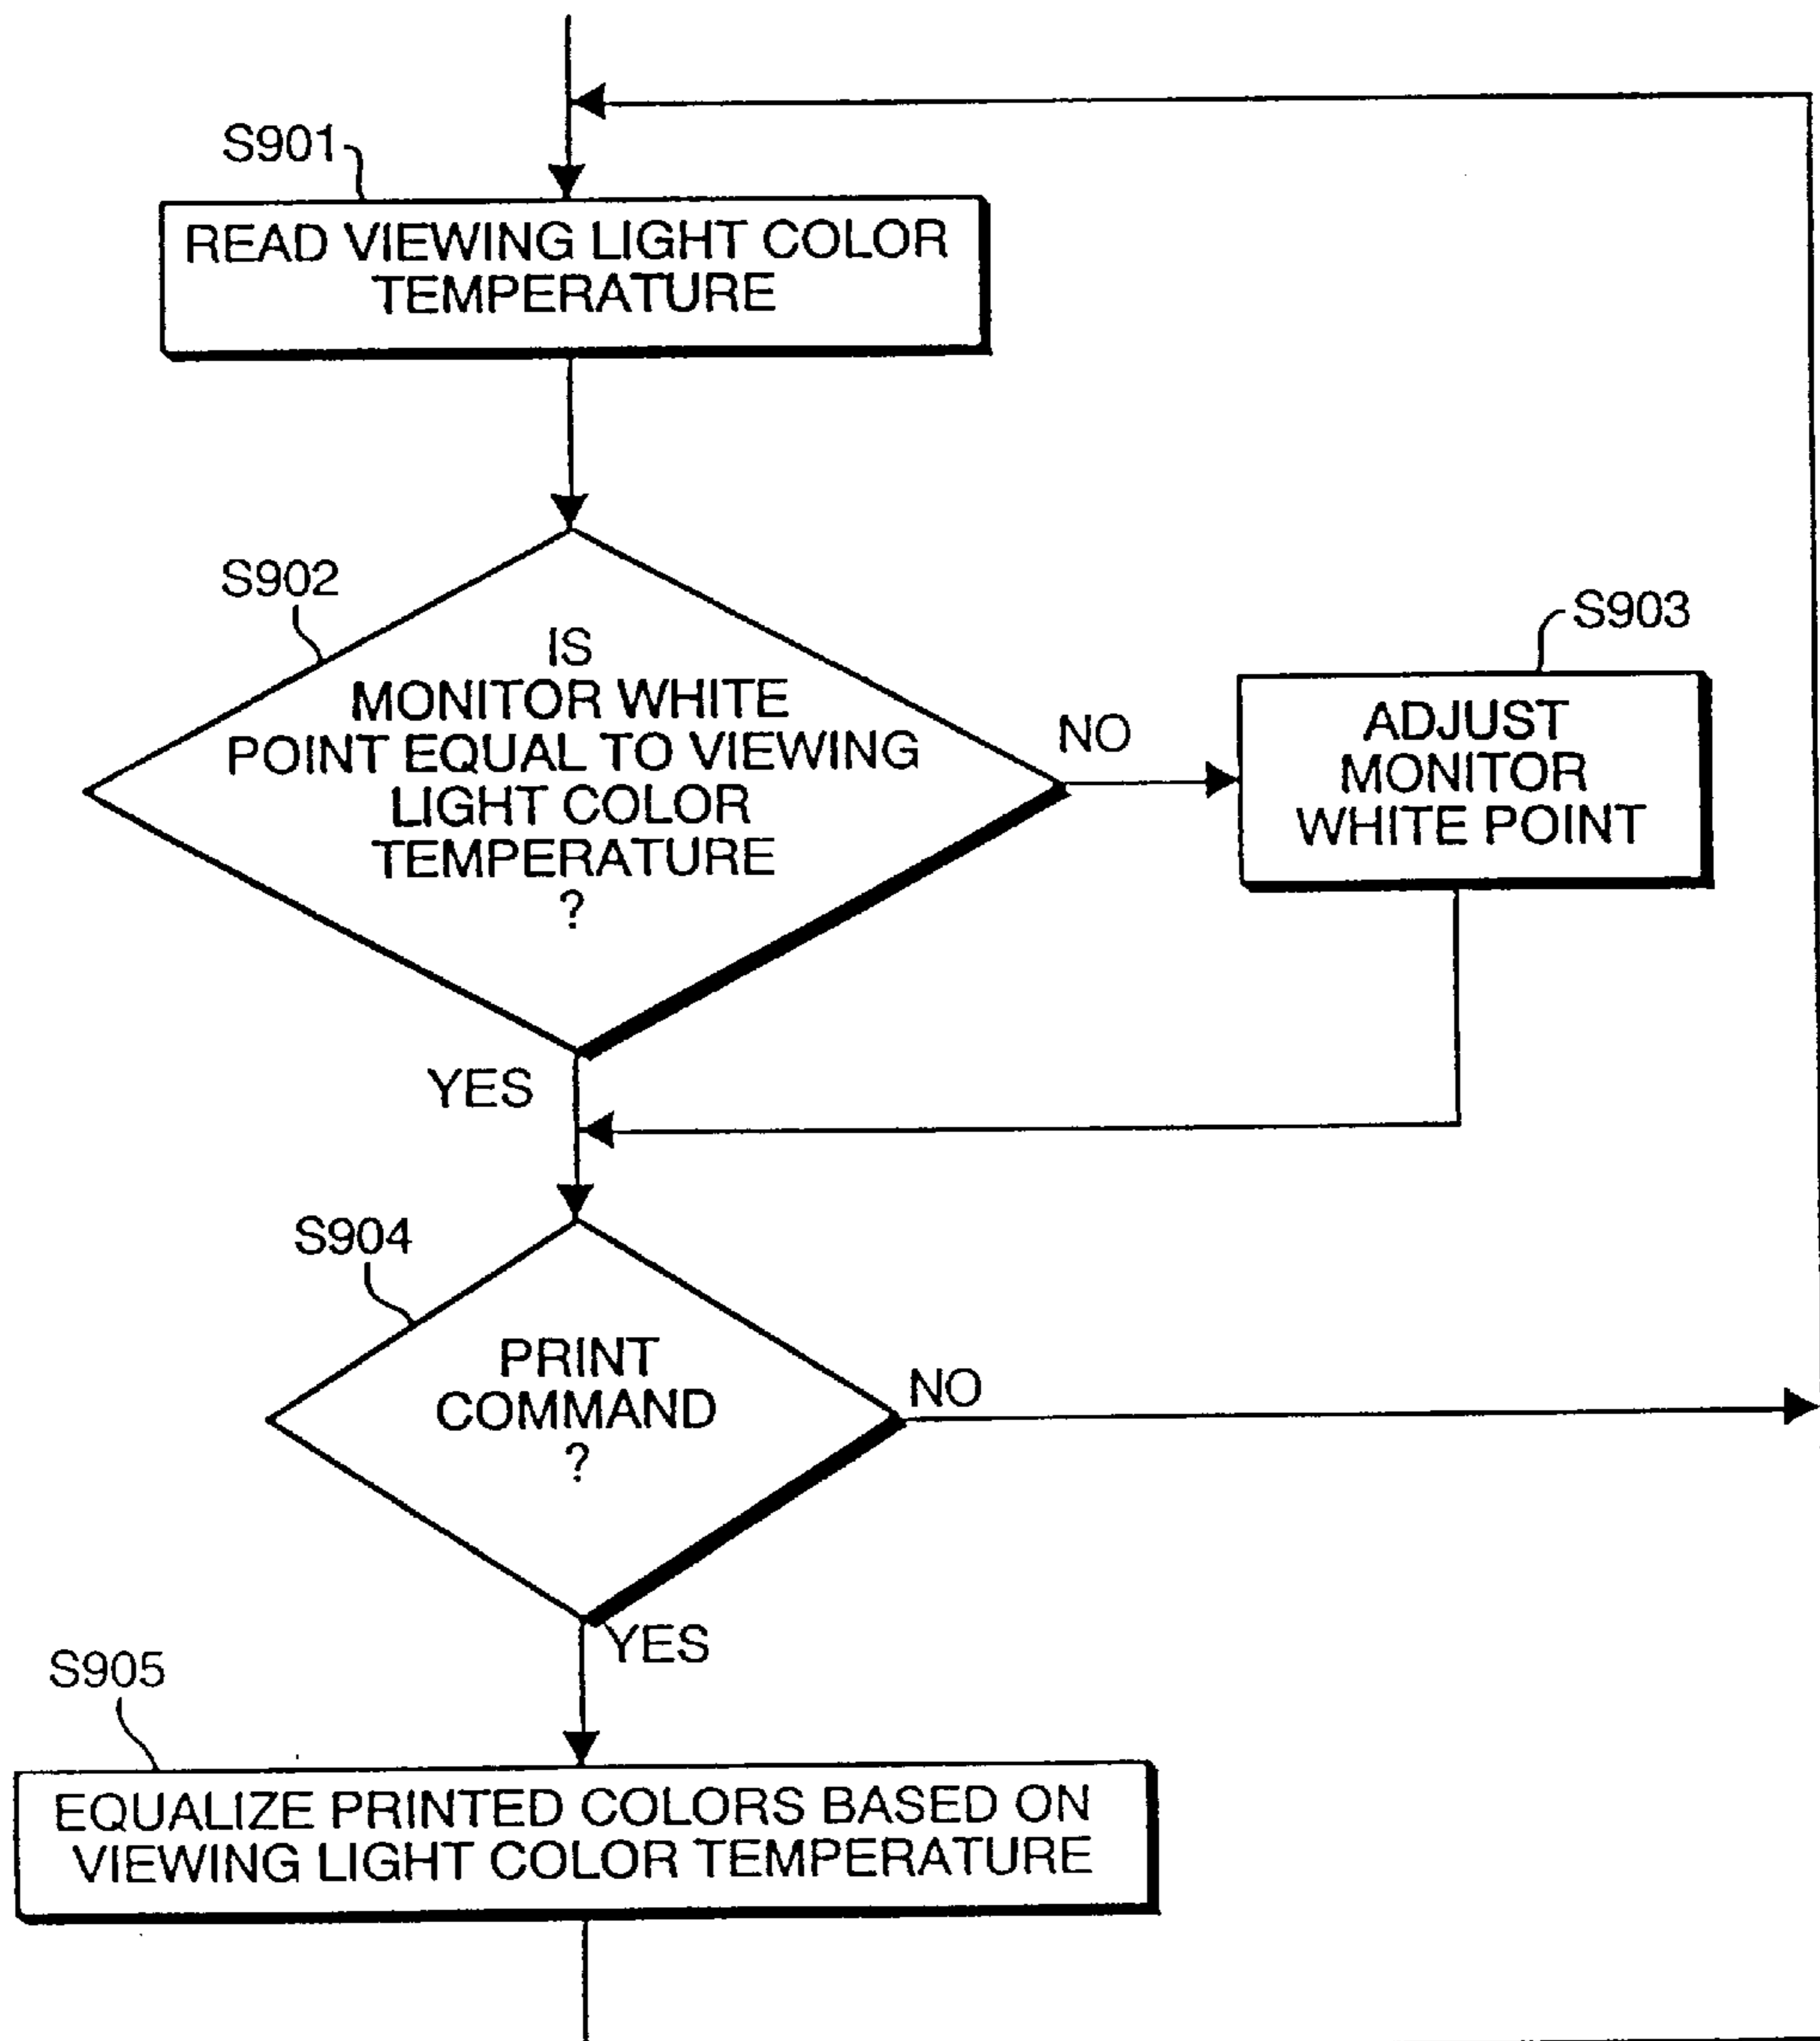 S901
READ VIEWING LIGHT COLOR
TEMPERATURE
S902
IS
MONITOR WHITE
POINT EQUAL TO VIEWING
LIGHT COLOR
TEMPERATURE
?
NO
S903
ADJUST
MONITOR
WHITE POINT
YES
S904
PRINT
COMMAND
?
NO
YES
S905
EQUALIZE PRINTED COLORS BASED ON
VIEWING LIGHT COLOR TEMPERATURE